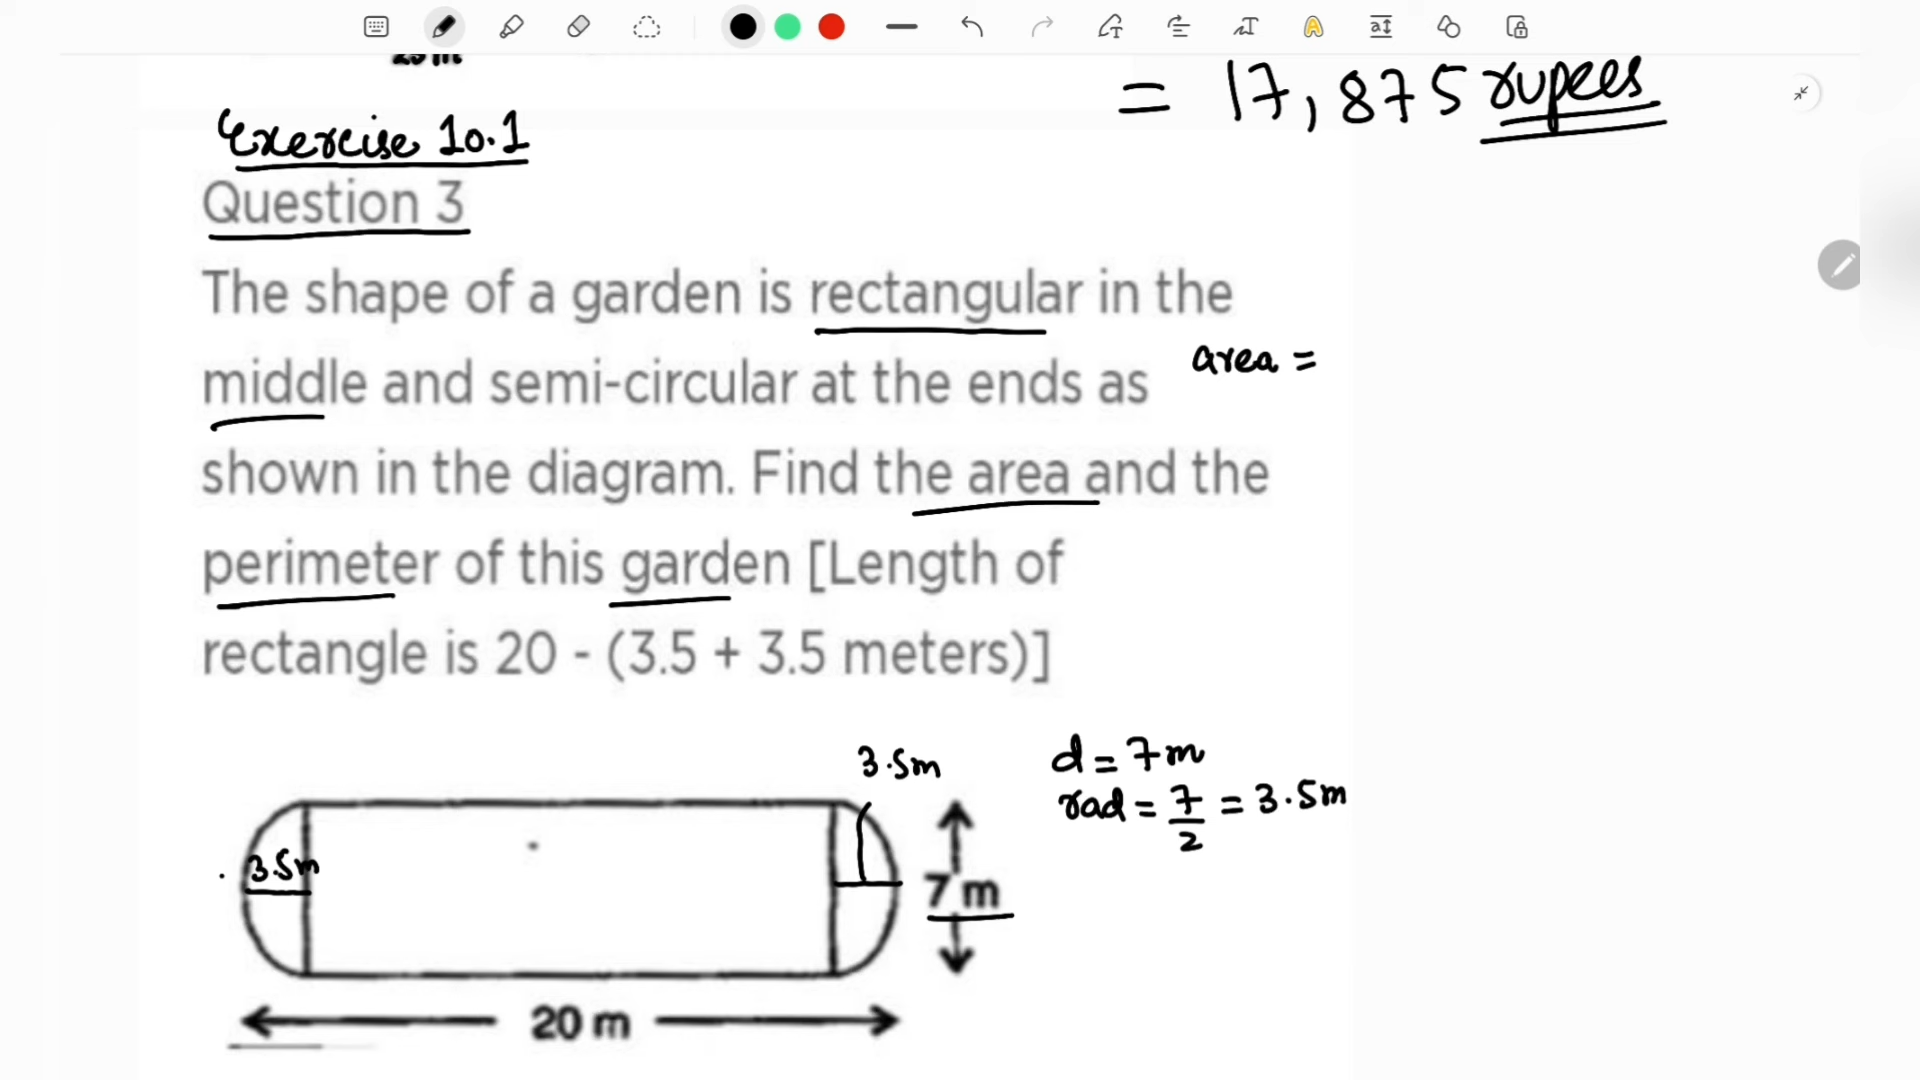 = 17,875 rupees
Exercise 10.1
Question 3
The shape of a garden is rectangular in the
middle and semi-circular at the ends as
area =
shown in the diagram. Find the area and the
perimeter of this garden [Length of
rectangle is 20 - (3.5 + 3.5 meters)]
3.5m
d = 7m
rad = 7/2 = 3.5m
3.5m
7 m
20 m